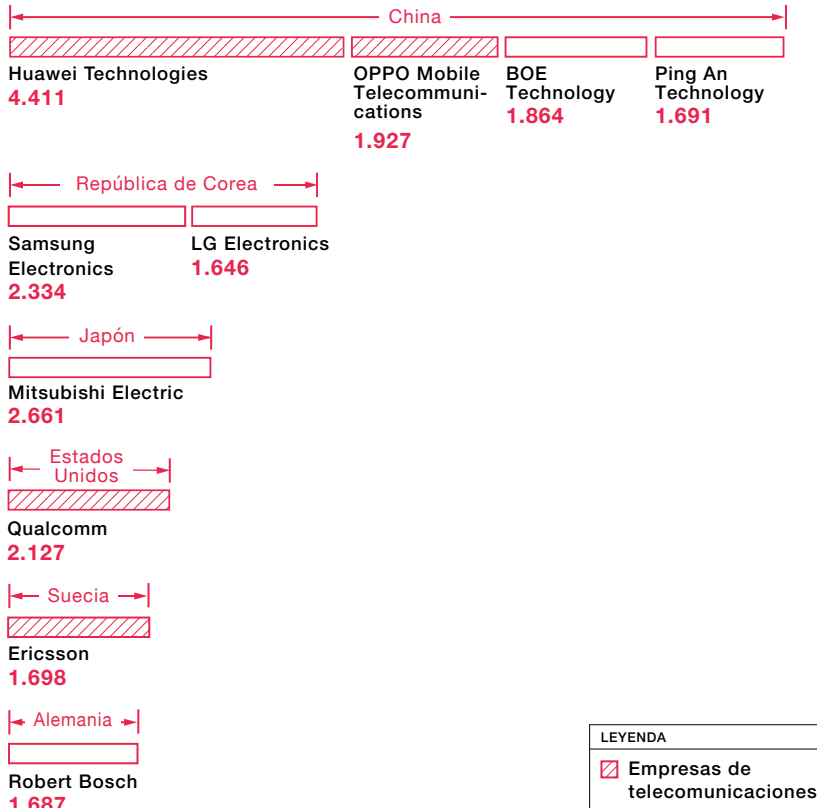 China
Huawei Technologies
4.411
OPPO Mobile
Telecommuni-
cations
1.927
BOE
Technology
1.864
Ping An
Technology
1.691
República de Corea
Samsung
Electronics
2.334
LG Electronics
1.646
Japón
Mitsubishi Electric
2.661
Estados
Unidos
Qualcomm
2.127
Suecia
Ericsson
1.698
Alemania
Robert Bosch
1.687
LEYENDA
Empresas de
telecomunicaciones